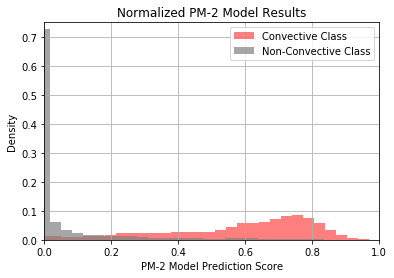 Normalized PM-2 Model Results
Convective Class
Non-Convective Class
Density
0.7
0.6
0.5
0.4
0.3
0.2
0.1
0.0
0.0 0.2 0.4 0.6 0.8 1.0
PM-2 Model Prediction Score